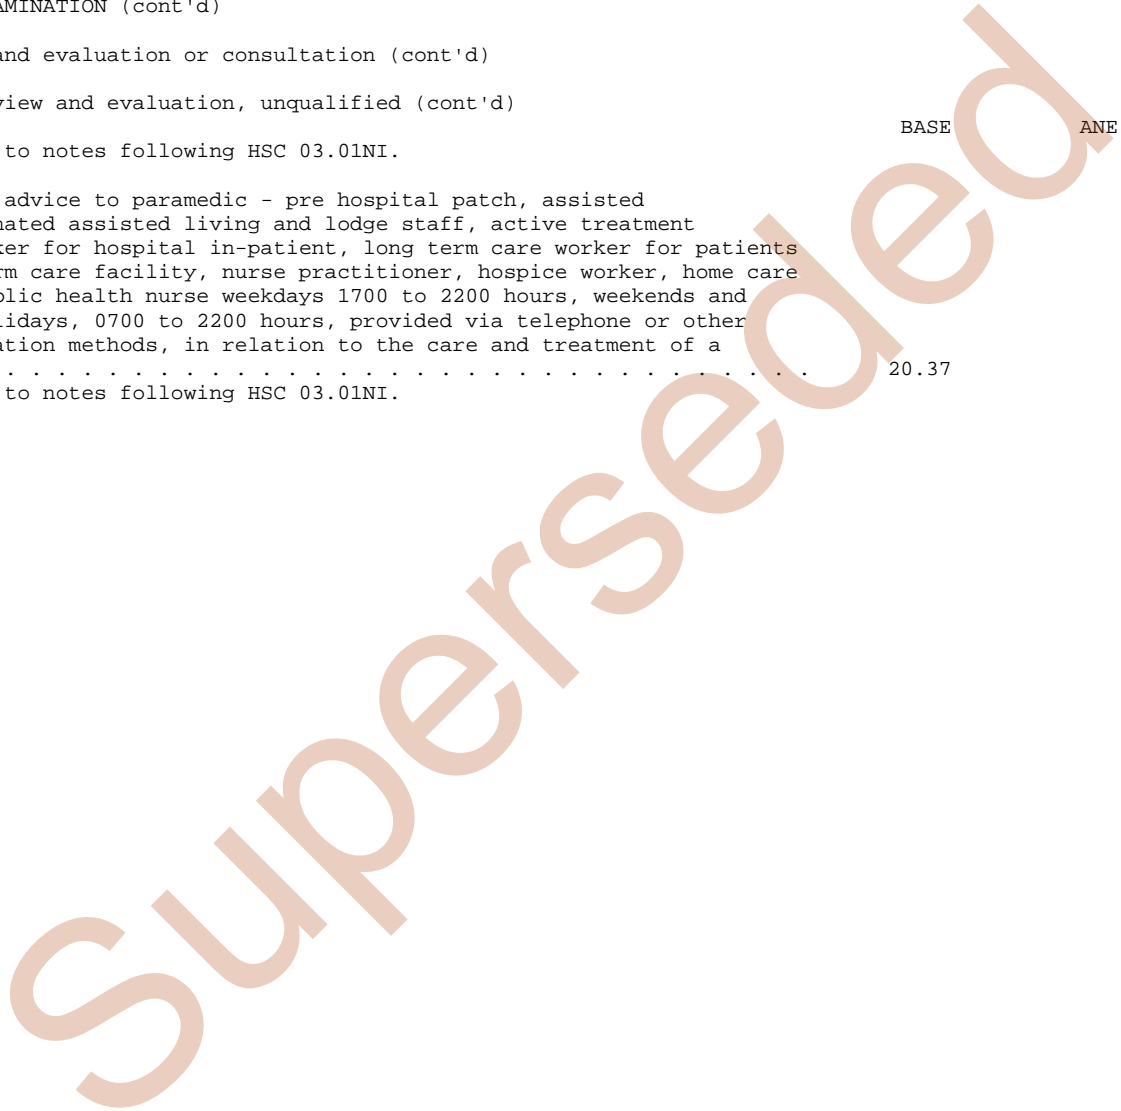 AMINATION (cont'd)
and evaluation or consultation (cont'd)
view and evaluation, unqualified (cont'd)
BASE ANE
to notes following HSC 03.01NI.
advice to paramedic - pre hospital patch, assisted
nated assisted living and lodge staff, active treatment
ker for hospital in-patient, long term care worker for patients
rm care facility, nurse practitioner, hospice worker, home care
blic health nurse weekdays 1700 to 2200 hours, weekends and
lidays, 0700 to 2200 hours, provided via telephone or other
ation methods, in relation to the care and treatment of a
. . . . . . . . . . . . . . . . . . . . . . . . . . . . . . . 20.37
to notes following HSC 03.01NI.
Superseded